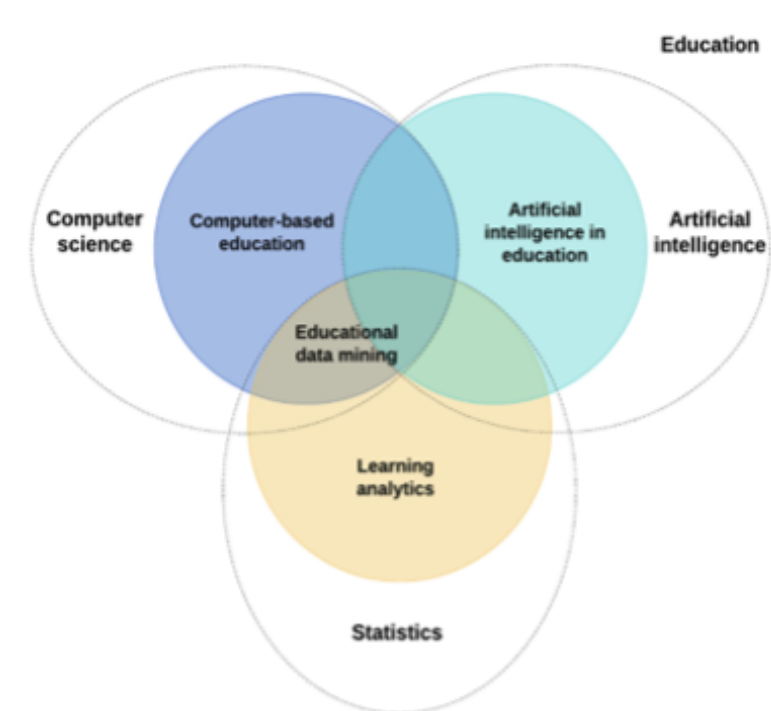 Education
Computer
science
Computer-based
education
Artificial
intelligence in
education
Artificial
intelligence
Educational
data mining
Learning
analytics
Statistics